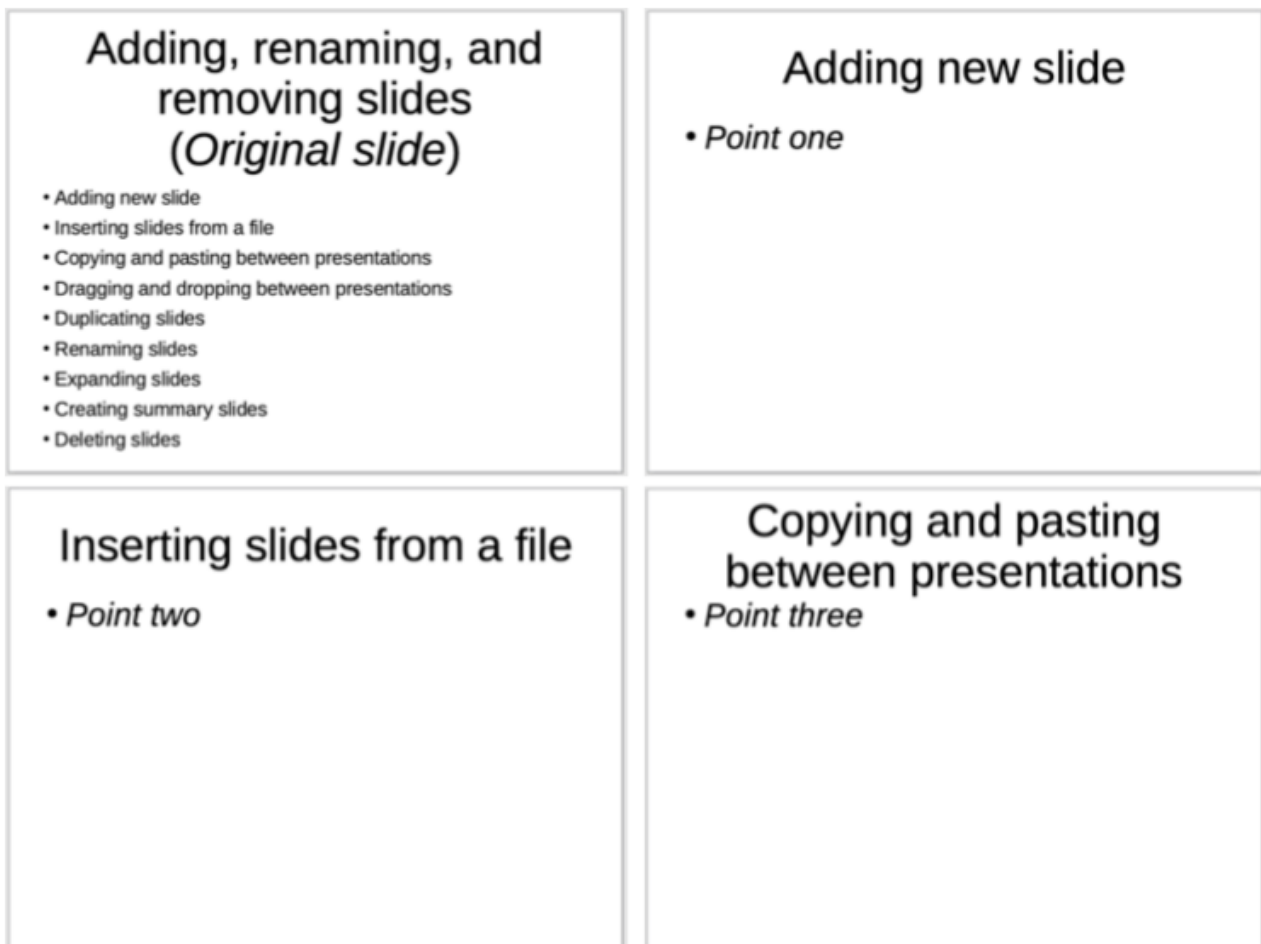 Adding, renaming, and
removing slides
(Original slide)
• Adding new slide
• Inserting slides from a file
• Copying and pasting between presentations
• Dragging and dropping between presentations
• Duplicating slides
• Renaming slides
• Expanding slides
• Creating summary slides
• Deleting slides
Adding new slide
• Point one
Inserting slides from a file
• Point two
Copying and pasting
between presentations
• Point three